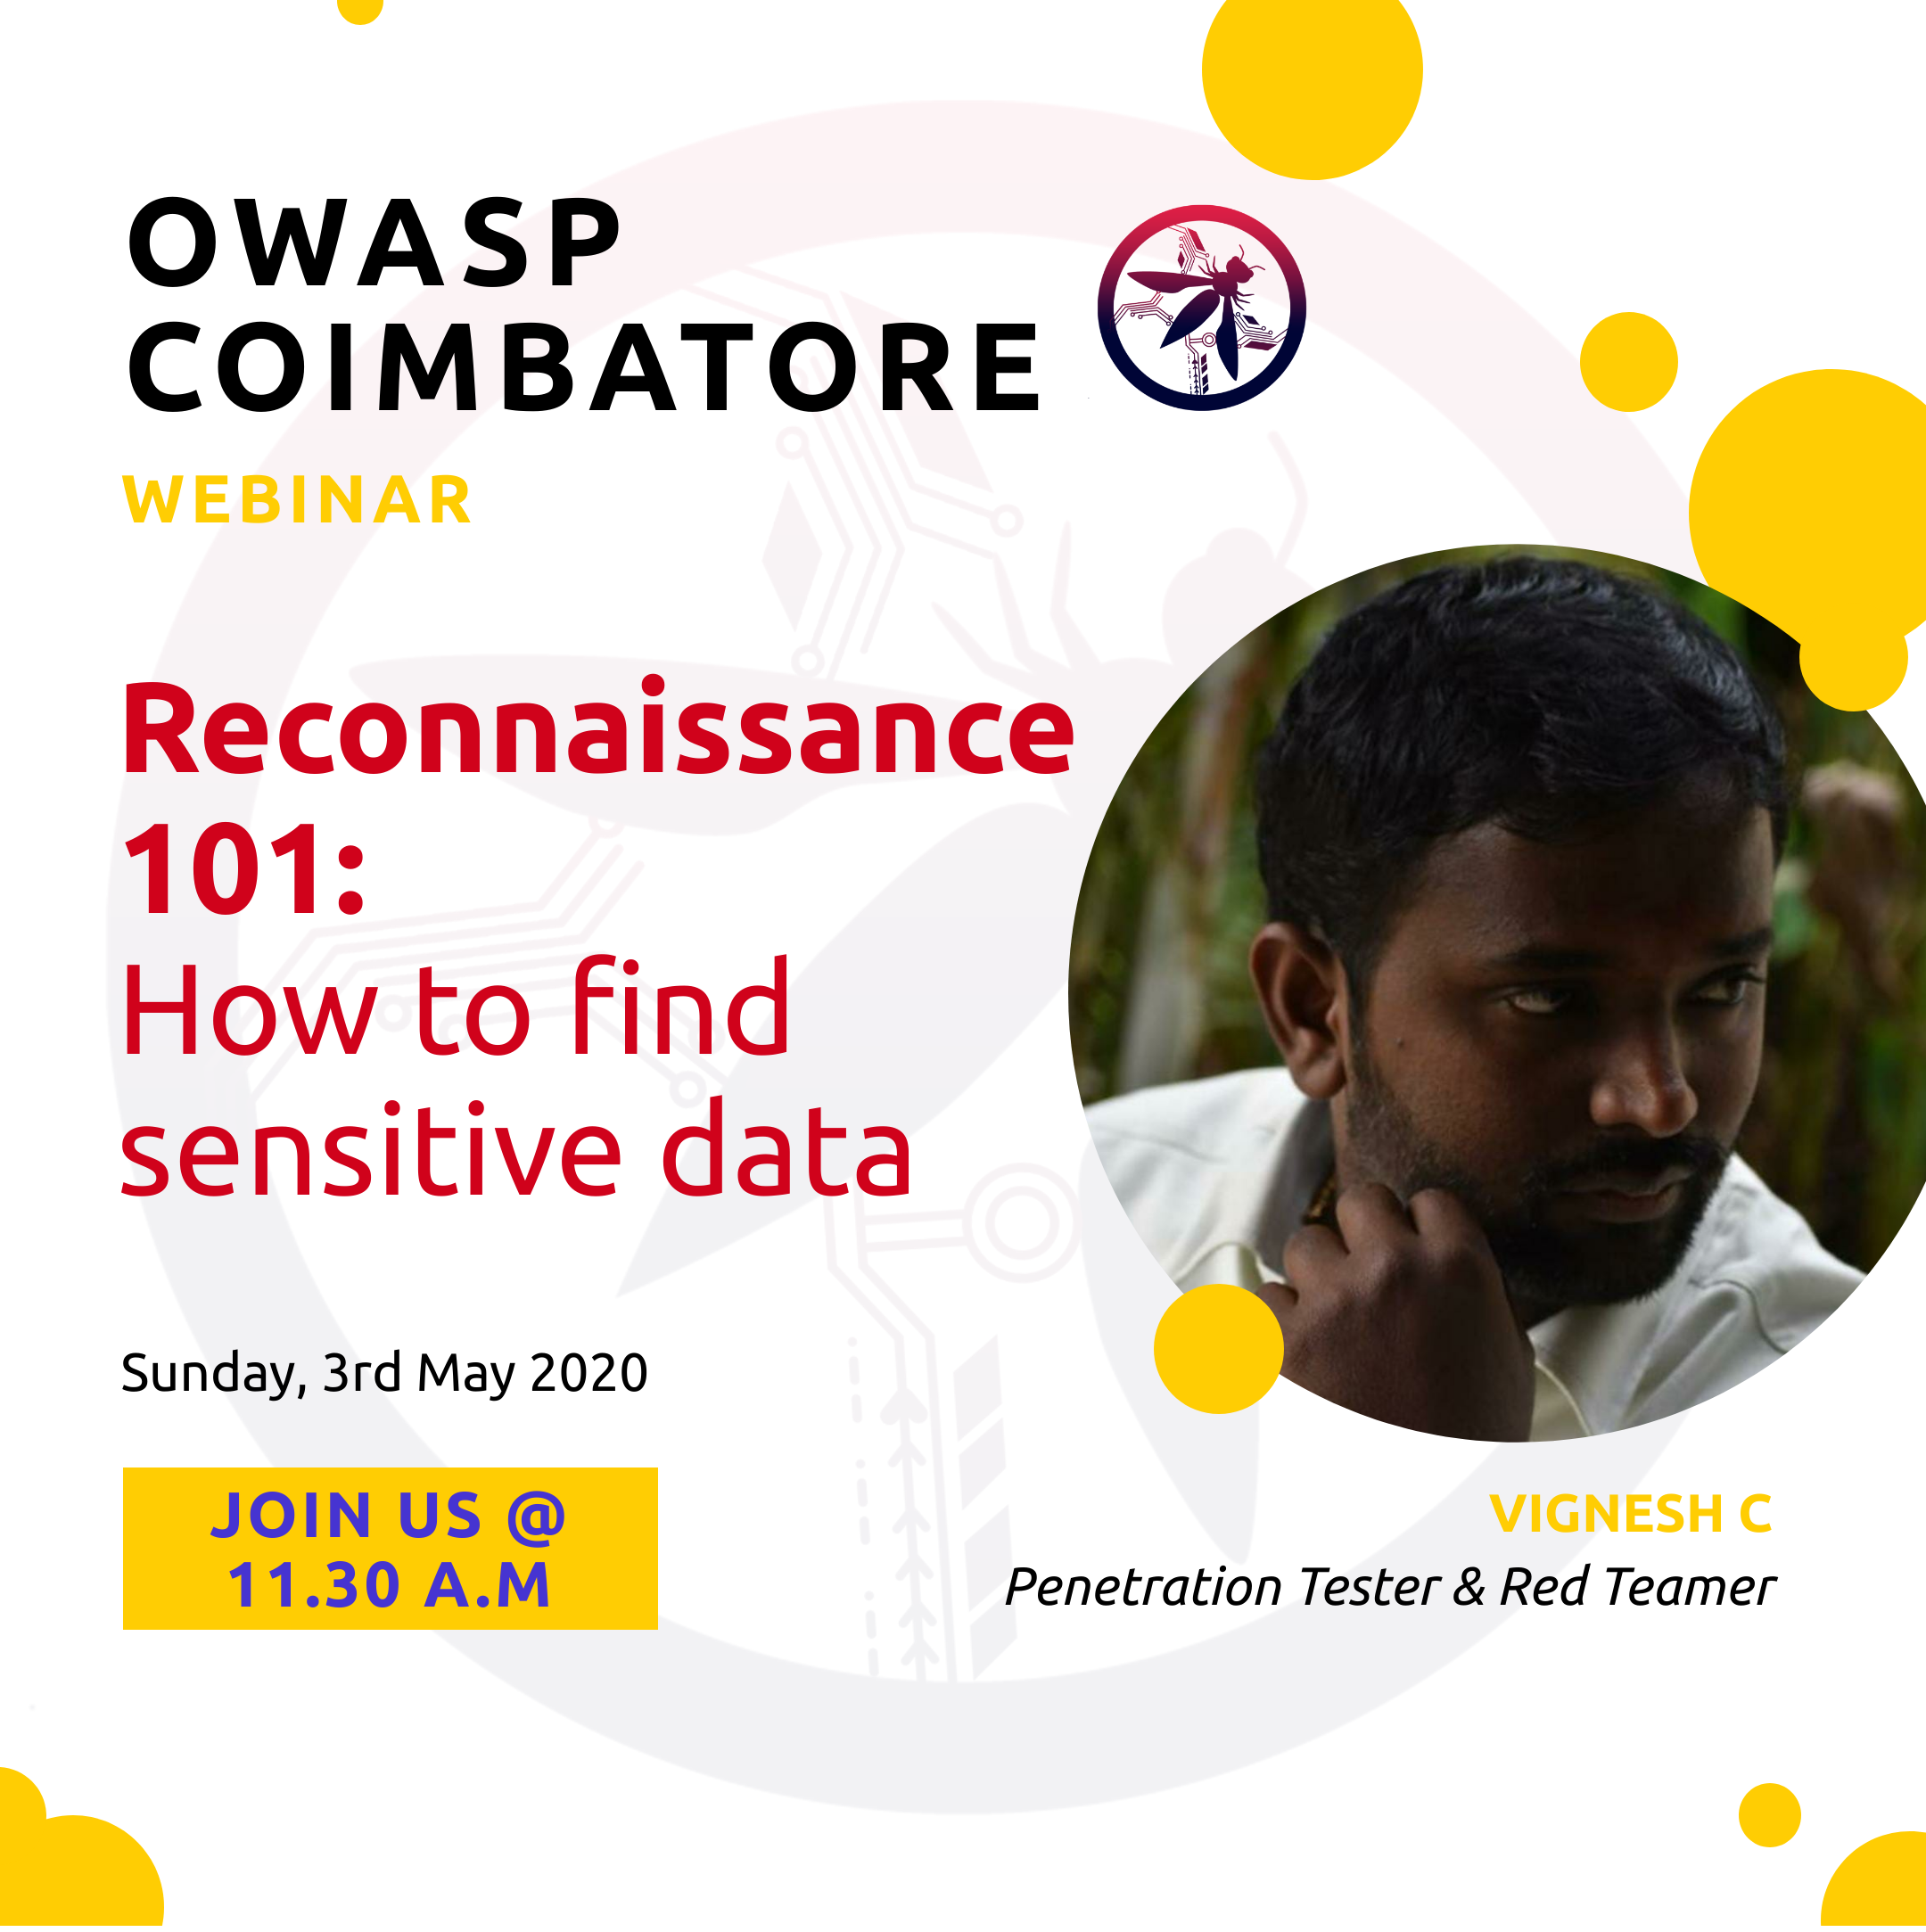 OWASP
COIMBATORE
WEBINAR
Reconnaissance
101:
How to find
sensitive data
Sunday, 3rd May 2020
JOIN US @
11.30 A.M
VIGNESH C
Penetration Tester & Red Teamer